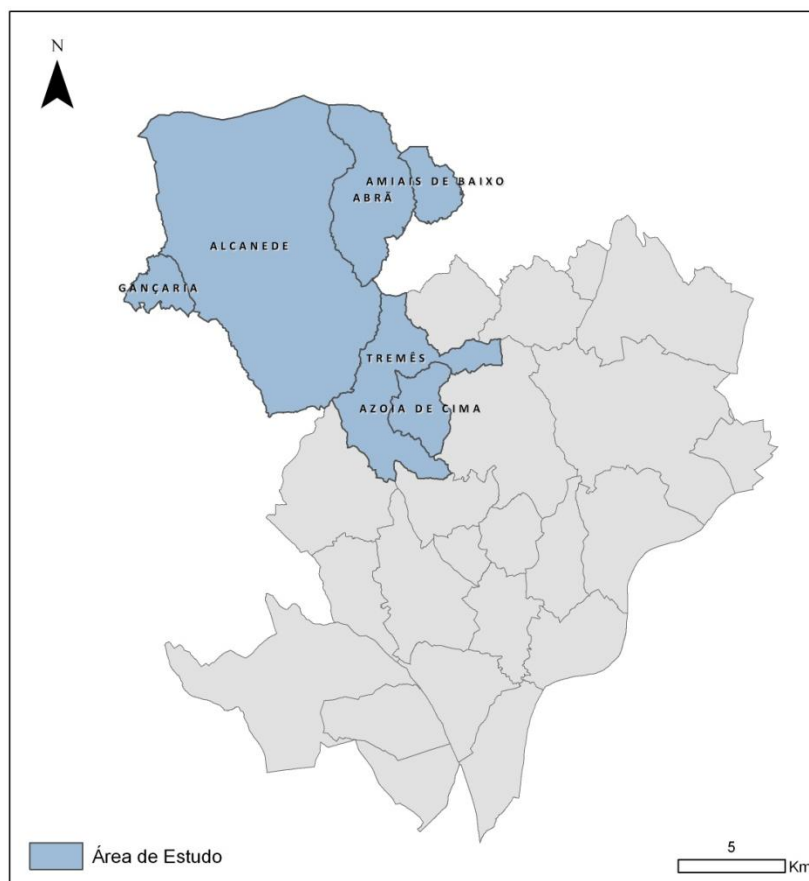 N
AMIAIS DE BAIXO
ABRÃ
ALCANEDE
GANÇARIA
TREMÊS
AZOIA DE CIMA
Área de Estudo
5
Km